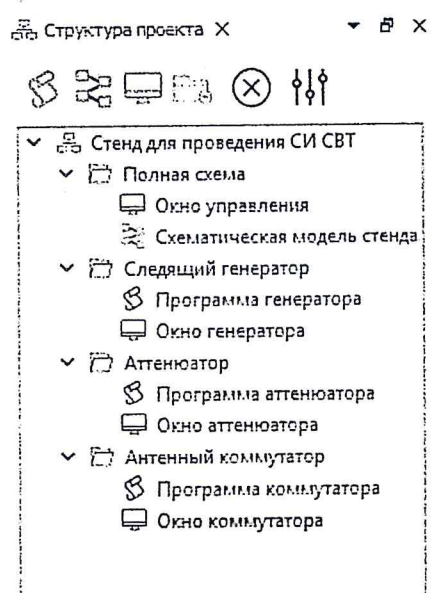 Структура проекта
Стенд для проведения СИ СВТ
Полная схема
Окно управления
Схематическая модель стенда
Следящий генератор
Программа генератора
Окно генератора
Аттенюатор
Программа аттенюатора
Окно аттенюатора
Антенный коммутатор
Программа коммутатора
Окно коммутатора